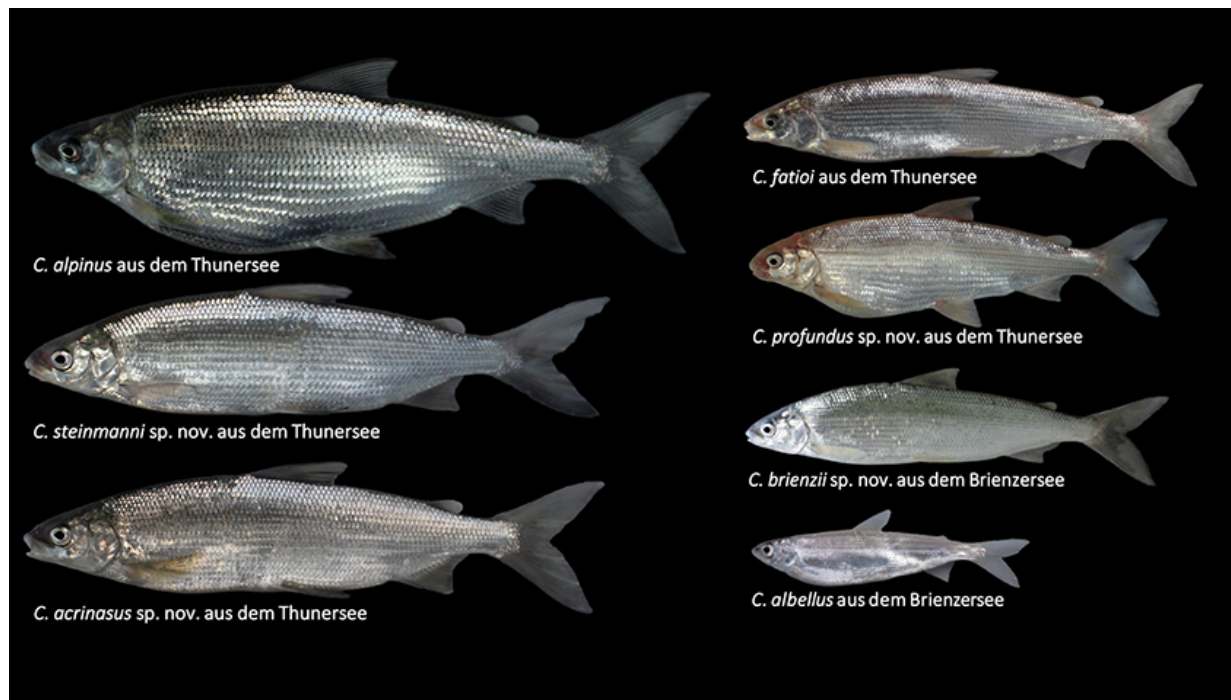 C. alpinus aus dem Thunersee
C. steinmanni sp. nov. aus dem Thunersee
C. acrinasus sp. nov. aus dem Thunersee
C. fatioi aus dem Thunersee
C. profundus sp. nov. aus dem Thunersee
C. brienzii sp. nov. aus dem Brienzersee
C. albellus aus dem Brienzersee